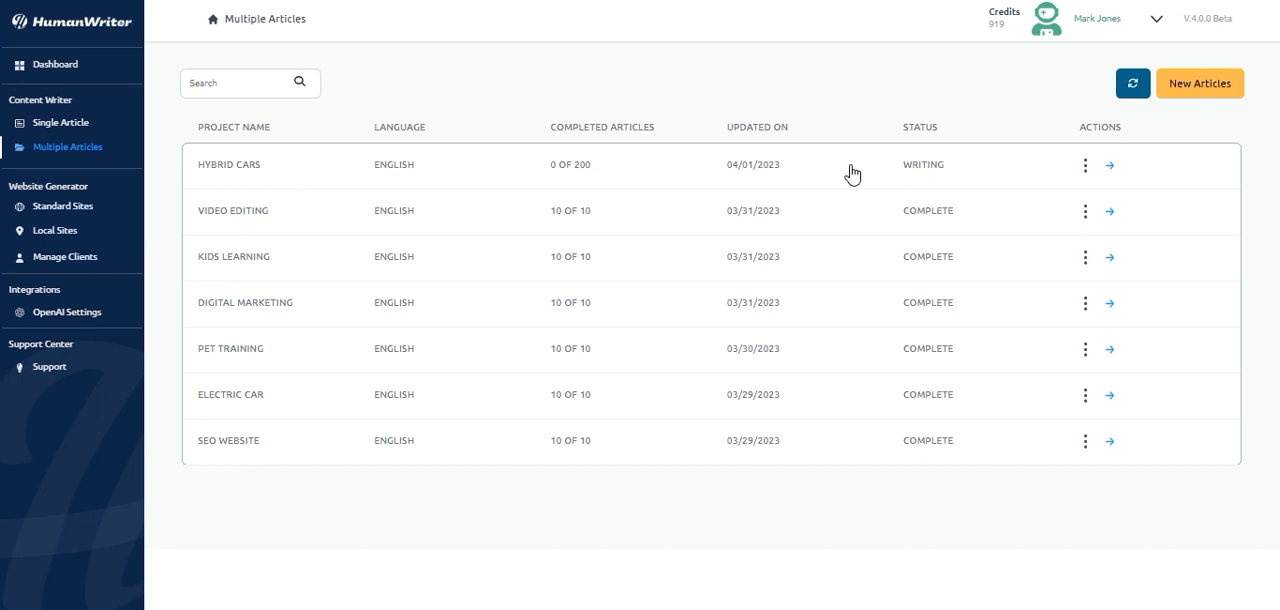 HumanWriter
Multiple Articles
Credits
919
Mark Jones
V.4.0.0 Beta
Dashboard
Content Writer
Single Article
Multiple Articles
Website Generator
Standard Sites
Local Sites
Manage Clients
Integrations
OpenAI Settings
Support Center
Support
Search
New Articles
PROJECT NAME LANGUAGE COMPLETED ARTICLES UPDATED ON STATUS ACTIONS
HYBRID CARS ENGLISH 0 OF 200 04/01/2023 WRITING
VIDEO EDITING ENGLISH 10 OF 10 03/31/2023 COMPLETE
KIDS LEARNING ENGLISH 10 OF 10 03/31/2023 COMPLETE
DIGITAL MARKETING ENGLISH 10 OF 10 03/31/2023 COMPLETE
PET TRAINING ENGLISH 10 OF 10 03/30/2023 COMPLETE
ELECTRIC CAR ENGLISH 10 OF 10 03/29/2023 COMPLETE
SEO WEBSITE ENGLISH 10 OF 10 03/29/2023 COMPLETE